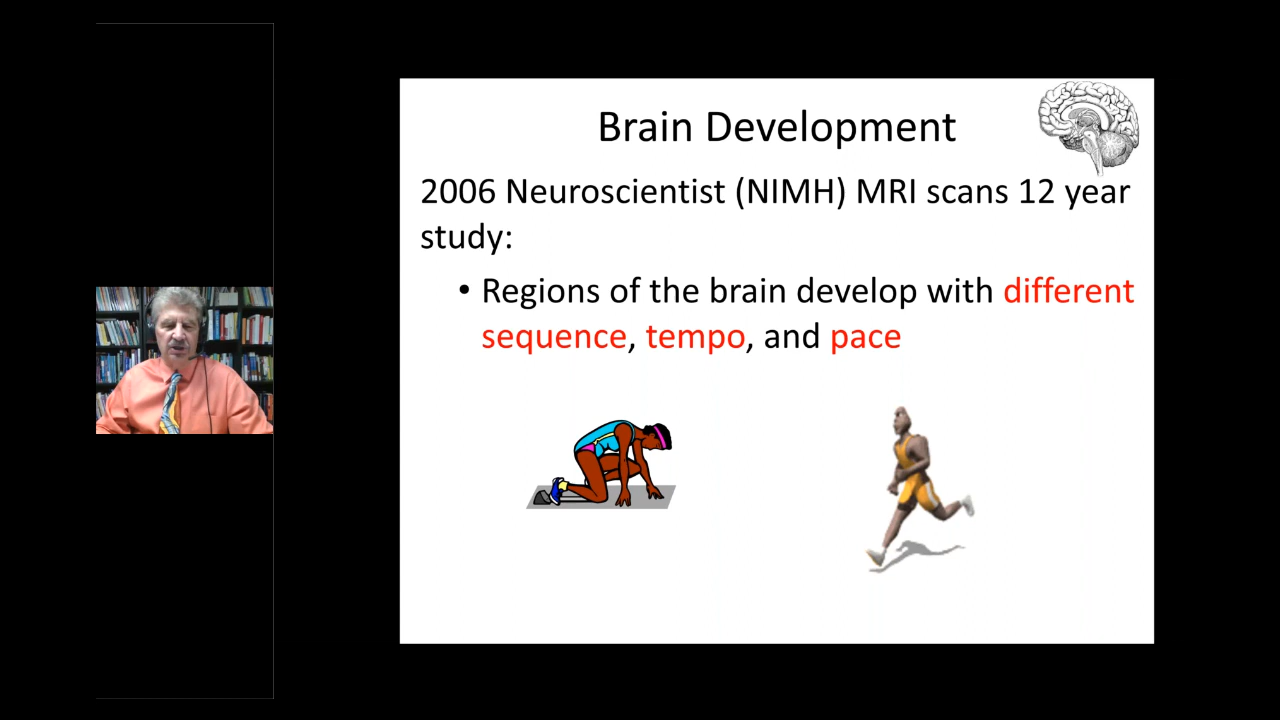 Brain Development
2006 Neuroscientist (NIMH) MRI scans 12 year
study:
• Regions of the brain develop with different
sequence, tempo, and pace